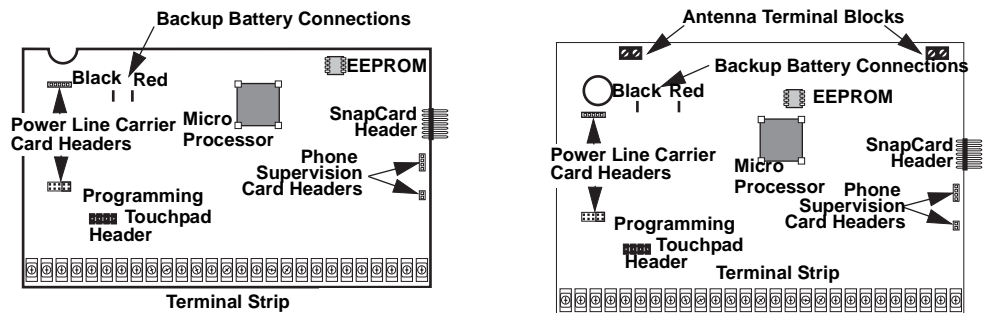 Backup Battery Connections
Black Red
EEPROM
Power Line Carrier
Card Headers
Micro
Processor
SnapCard
Header
Phone
Supervision
Card Headers
Programming
Touchpad
Header
Terminal Strip
Antenna Terminal Blocks
Backup Battery Connections
Black Red
EEPROM
Power Line Carrier
Card Headers
Micro
Processor
SnapCard
Header
Phone
Supervision
Card Headers
Programming
Touchpad
Header
Terminal Strip